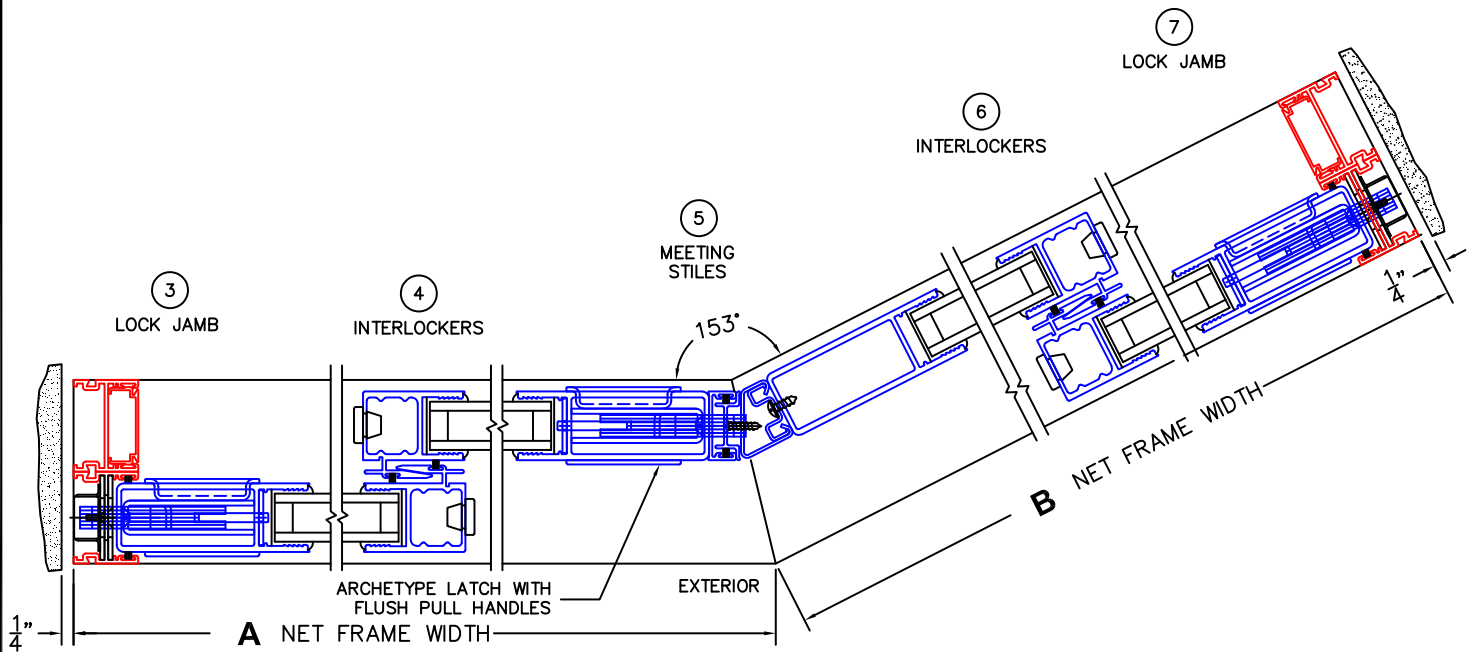 7
LOCK JAMB
6
INTERLOCKERS
5
MEETING
STILES
3
LOCK JAMB
4
INTERLOCKERS
153°
1/4"
B NET FRAME WIDTH
ARCHETYPE LATCH WITH
FLUSH PULL HANDLES
EXTERIOR
1/4"
A NET FRAME WIDTH